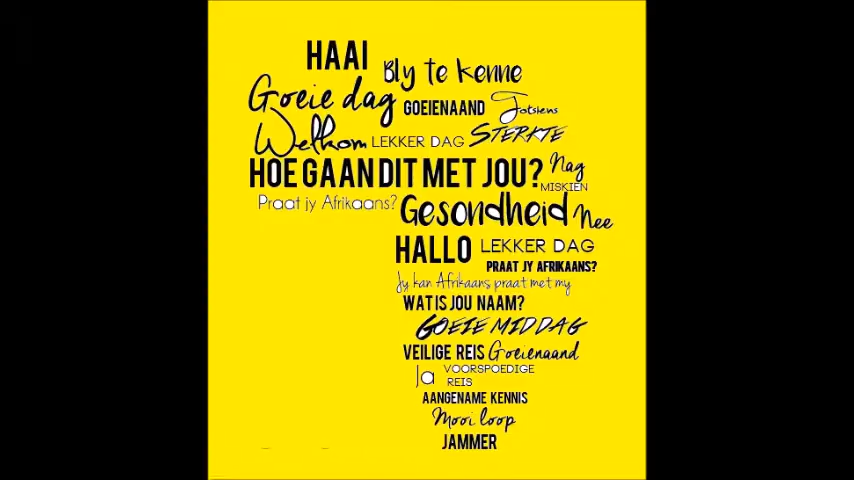 HAAI
Bly te kenne
Goeie dag
GOEIENAAND
Totsiens
Welkom
LEKKER DAG
STERKTE
HOE GAAN DIT MET JOU?
Nag
MISKIEN
Praat jy Afrikaans?
GESONDHEID
Nee
HALLO
LEKKER DAG
PRAAT JY AFRIKAANS?
Jy kan Afrikaans praat met my
WAT IS JOU NAAM?
GOEIE MIDDAG
VEILIGE REIS
Goeienaand
Ja
VOORSPOEDIGE
REIS
AANGENAME KENNIS
Mooi loop
JAMMER